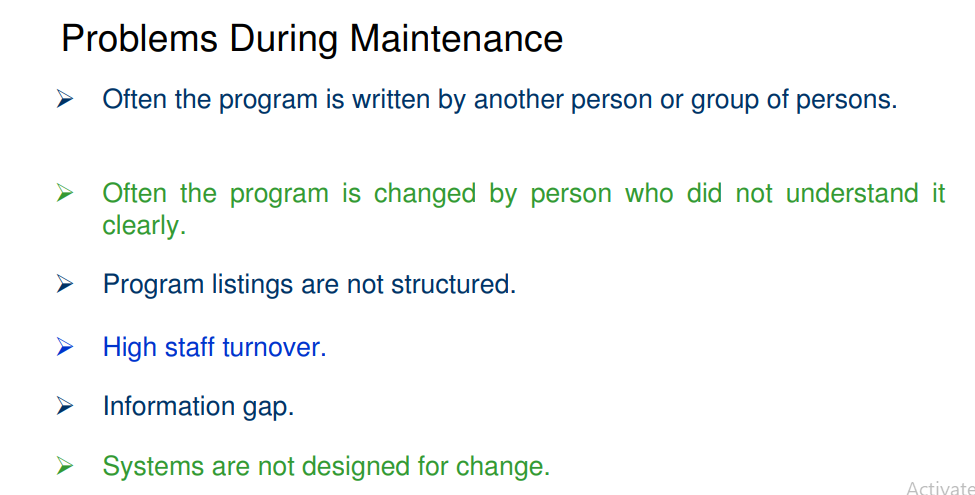 Problems During Maintenance
➢ Often the program is written by another person or group of persons.
➢ Often the program is changed by person who did not understand it
clearly.
➢ Program listings are not structured.
➢ High staff turnover.
➢ Information gap.
➢ Systems are not designed for change.
Activate